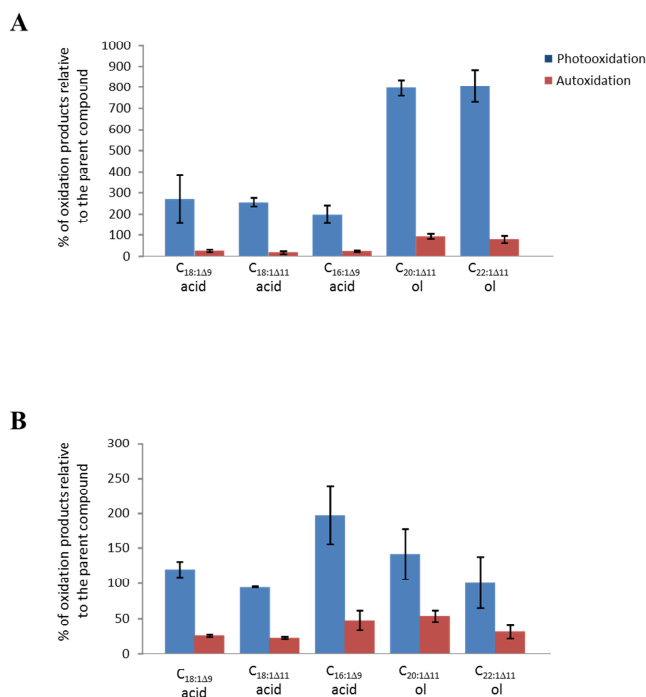 A
% of oxidation products relative
to the parent compound
1000
900
800
700
600
500
400
300
200
100
0
Photooxidation
Autoxidation
C18:1Δ9 C18:1Δ11 C16:1Δ9 C20:1Δ11 C22:1Δ11
acid acid acid ol ol
B
% of oxidation products relative
to the parent compound
300
250
200
150
100
50
0
C18:1Δ9 C18:1Δ11 C16:1Δ9 C20:1Δ11 C22:1Δ11
acid acid acid ol ol